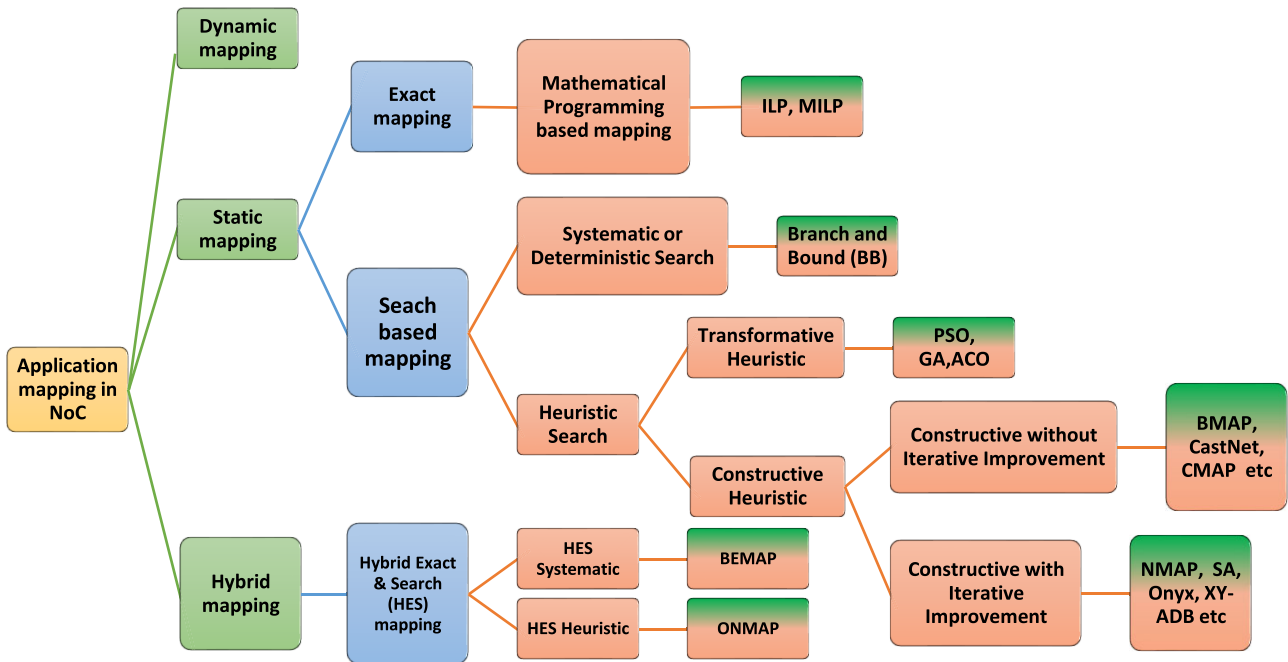 Dynamic
mapping
Exact
mapping
Mathematical
Programming
based mapping
ILP, MILP
Static
mapping
Systematic or
Deterministic Search
Branch and
Bound (BB)
Seach
based
mapping
Transformative
Heuristic
PSO,
GA,ACO
Application
mapping in
NoC
Heuristic
Search
Constructive without
Iterative Improvement
BMAP,
CastNet,
CMAP etc
Constructive
Heuristic
Hybrid
mapping
Hybrid Exact
& Search
(HES)
mapping
HES
Systematic
BEMAP
HES Heuristic
ONMAP
Constructive with
Iterative
Improvement
NMAP, SA,
Onyx, XY-
ADB etc